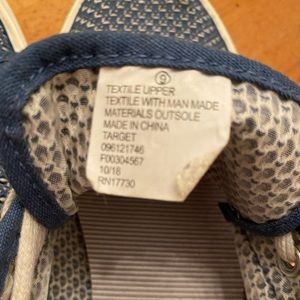 9
TEXTILE UPPER
TEXTILE WITH MAN MADE
MATERIALS OUTSOLE
MADE IN CHINA
TARGET
096121746
F00304567
10/18
RN17730